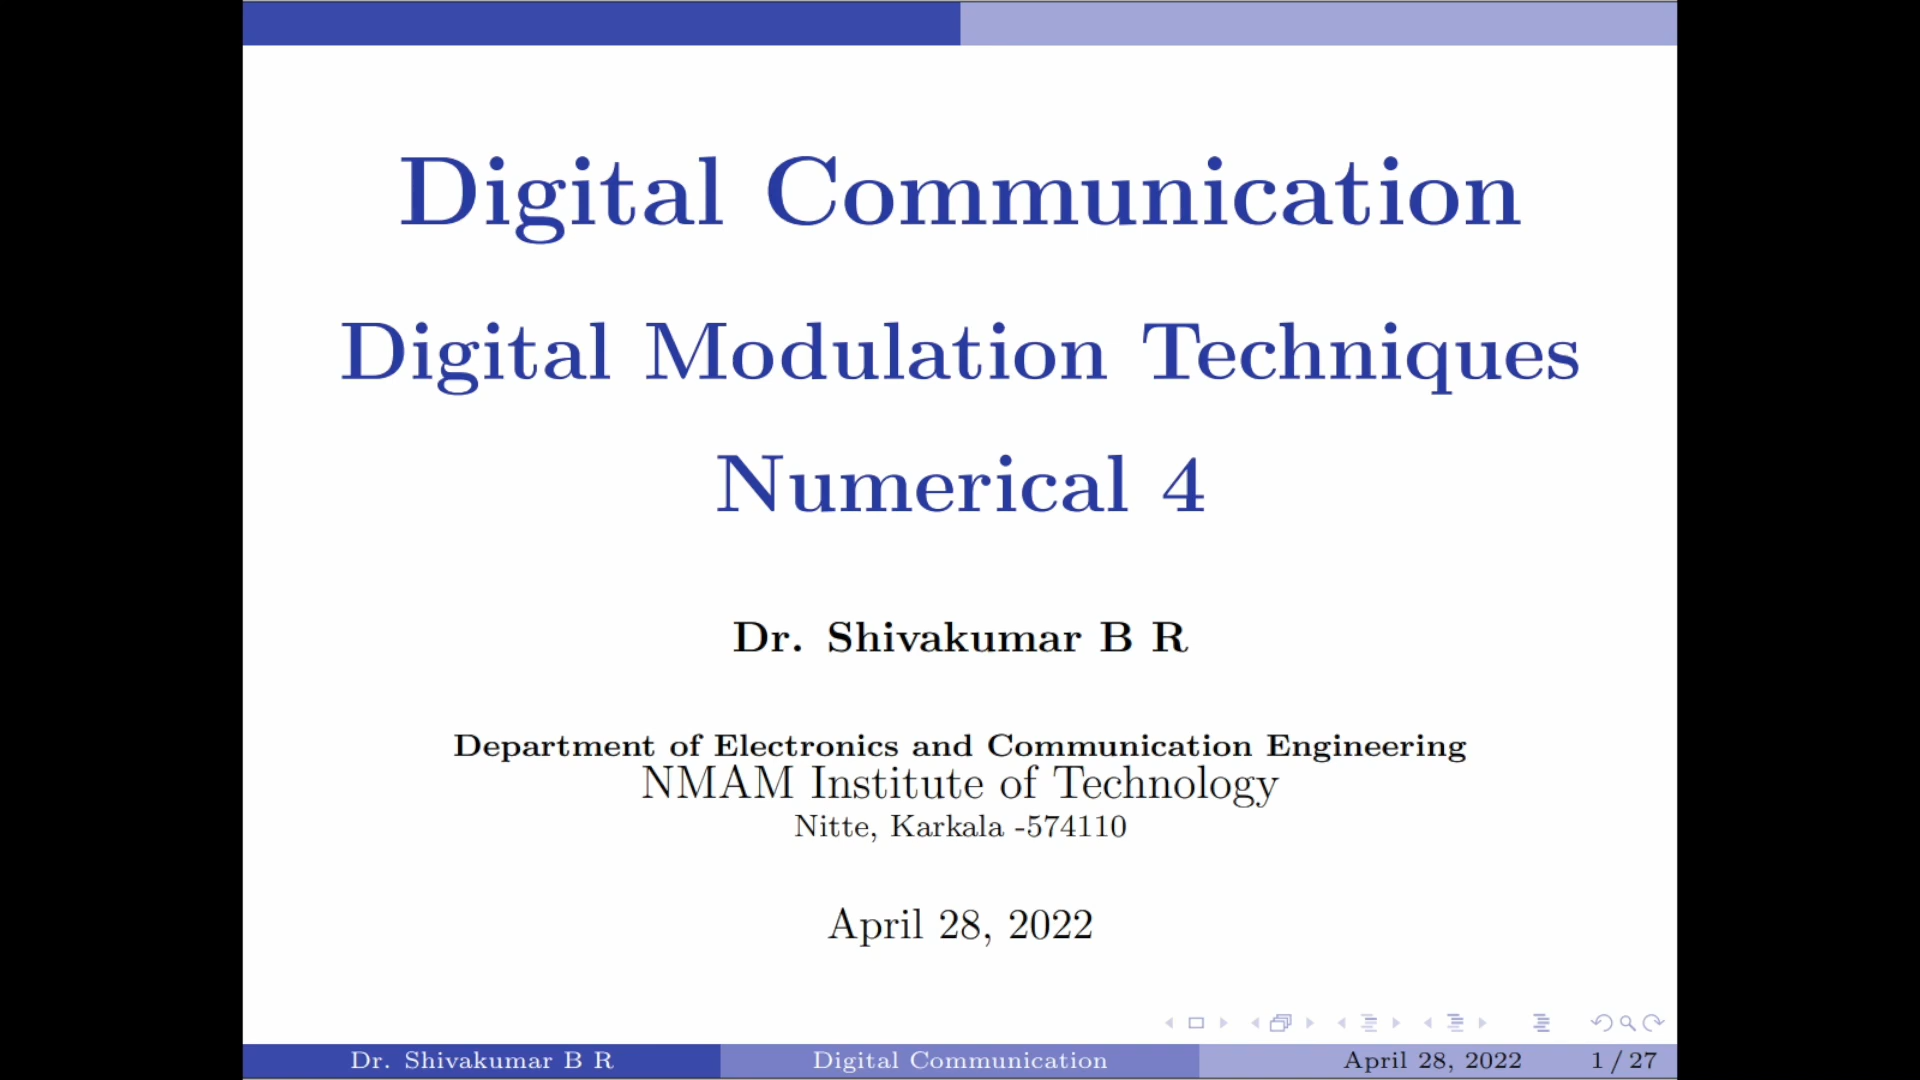 Digital Communication
Digital Modulation Techniques
Numerical 4
Dr. Shivakumar B R
Department of Electronics and Communication Engineering
NMAM Institute of Technology
Nitte, Karkala -574110
April 28, 2022
Dr. Shivakumar B R Digital Communication April 28, 2022 1 / 27